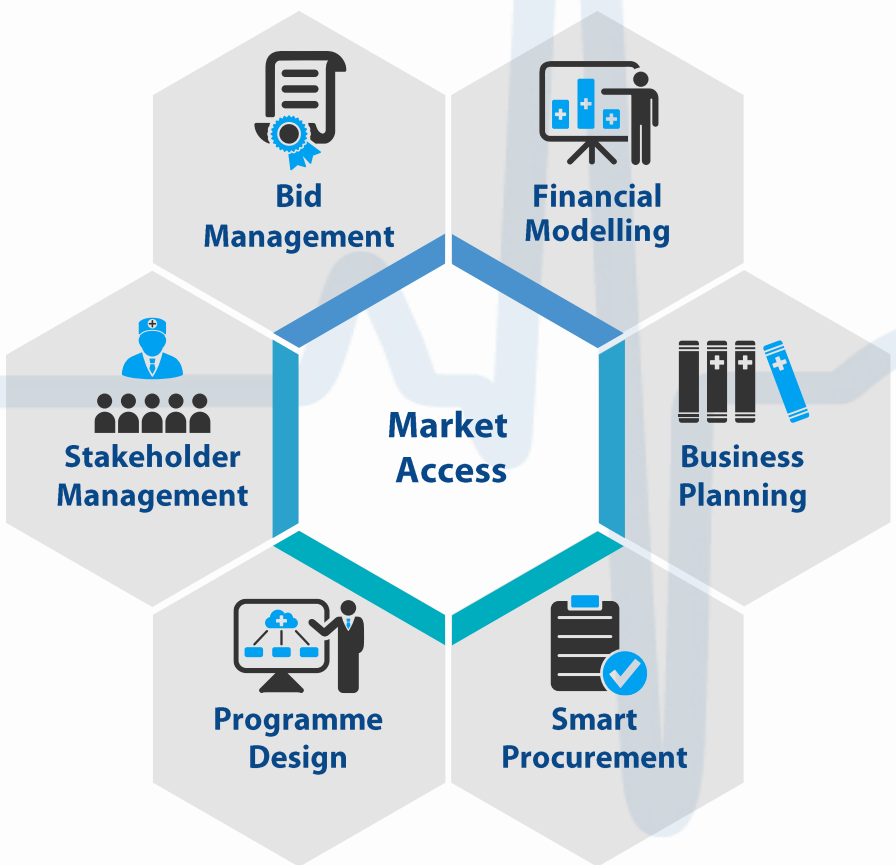 Bid
Management
Financial
Modelling
Stakeholder
Management
Market
Access
Business
Planning
Programme
Design
Smart
Procurement